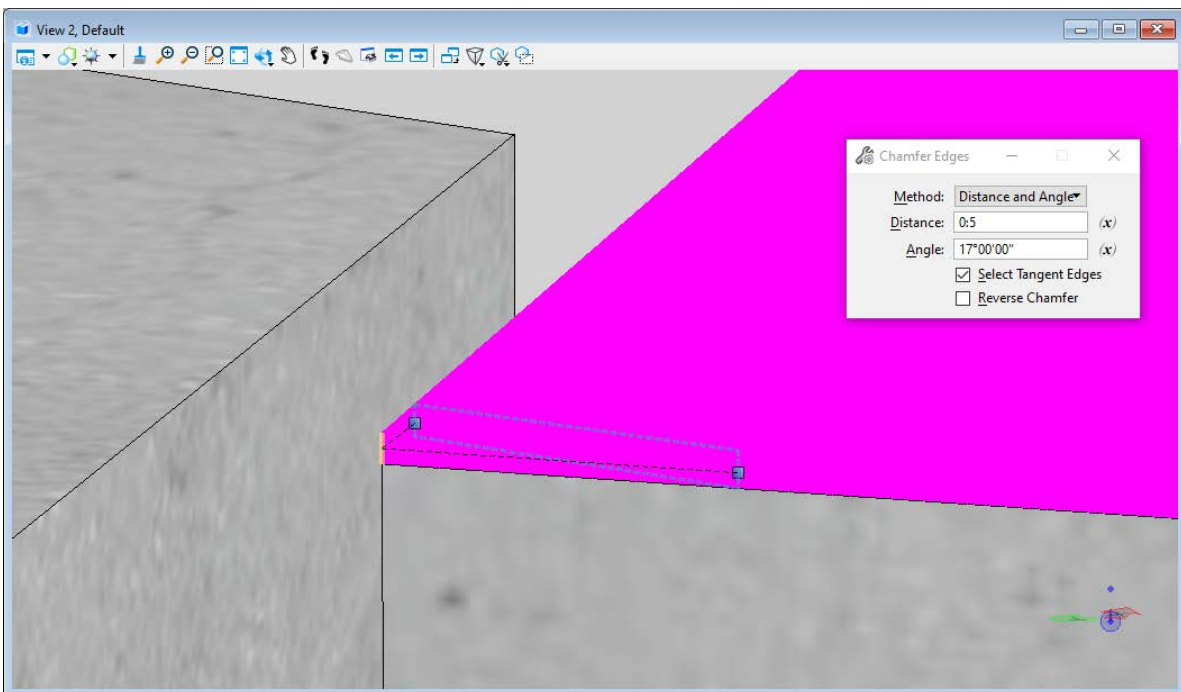 View 2, Default
Chamfer Edges
Method: Distance and Angle
Distance: 0:5 (x)
Angle: 17°00'00" (x)
Select Tangent Edges
Reverse Chamfer